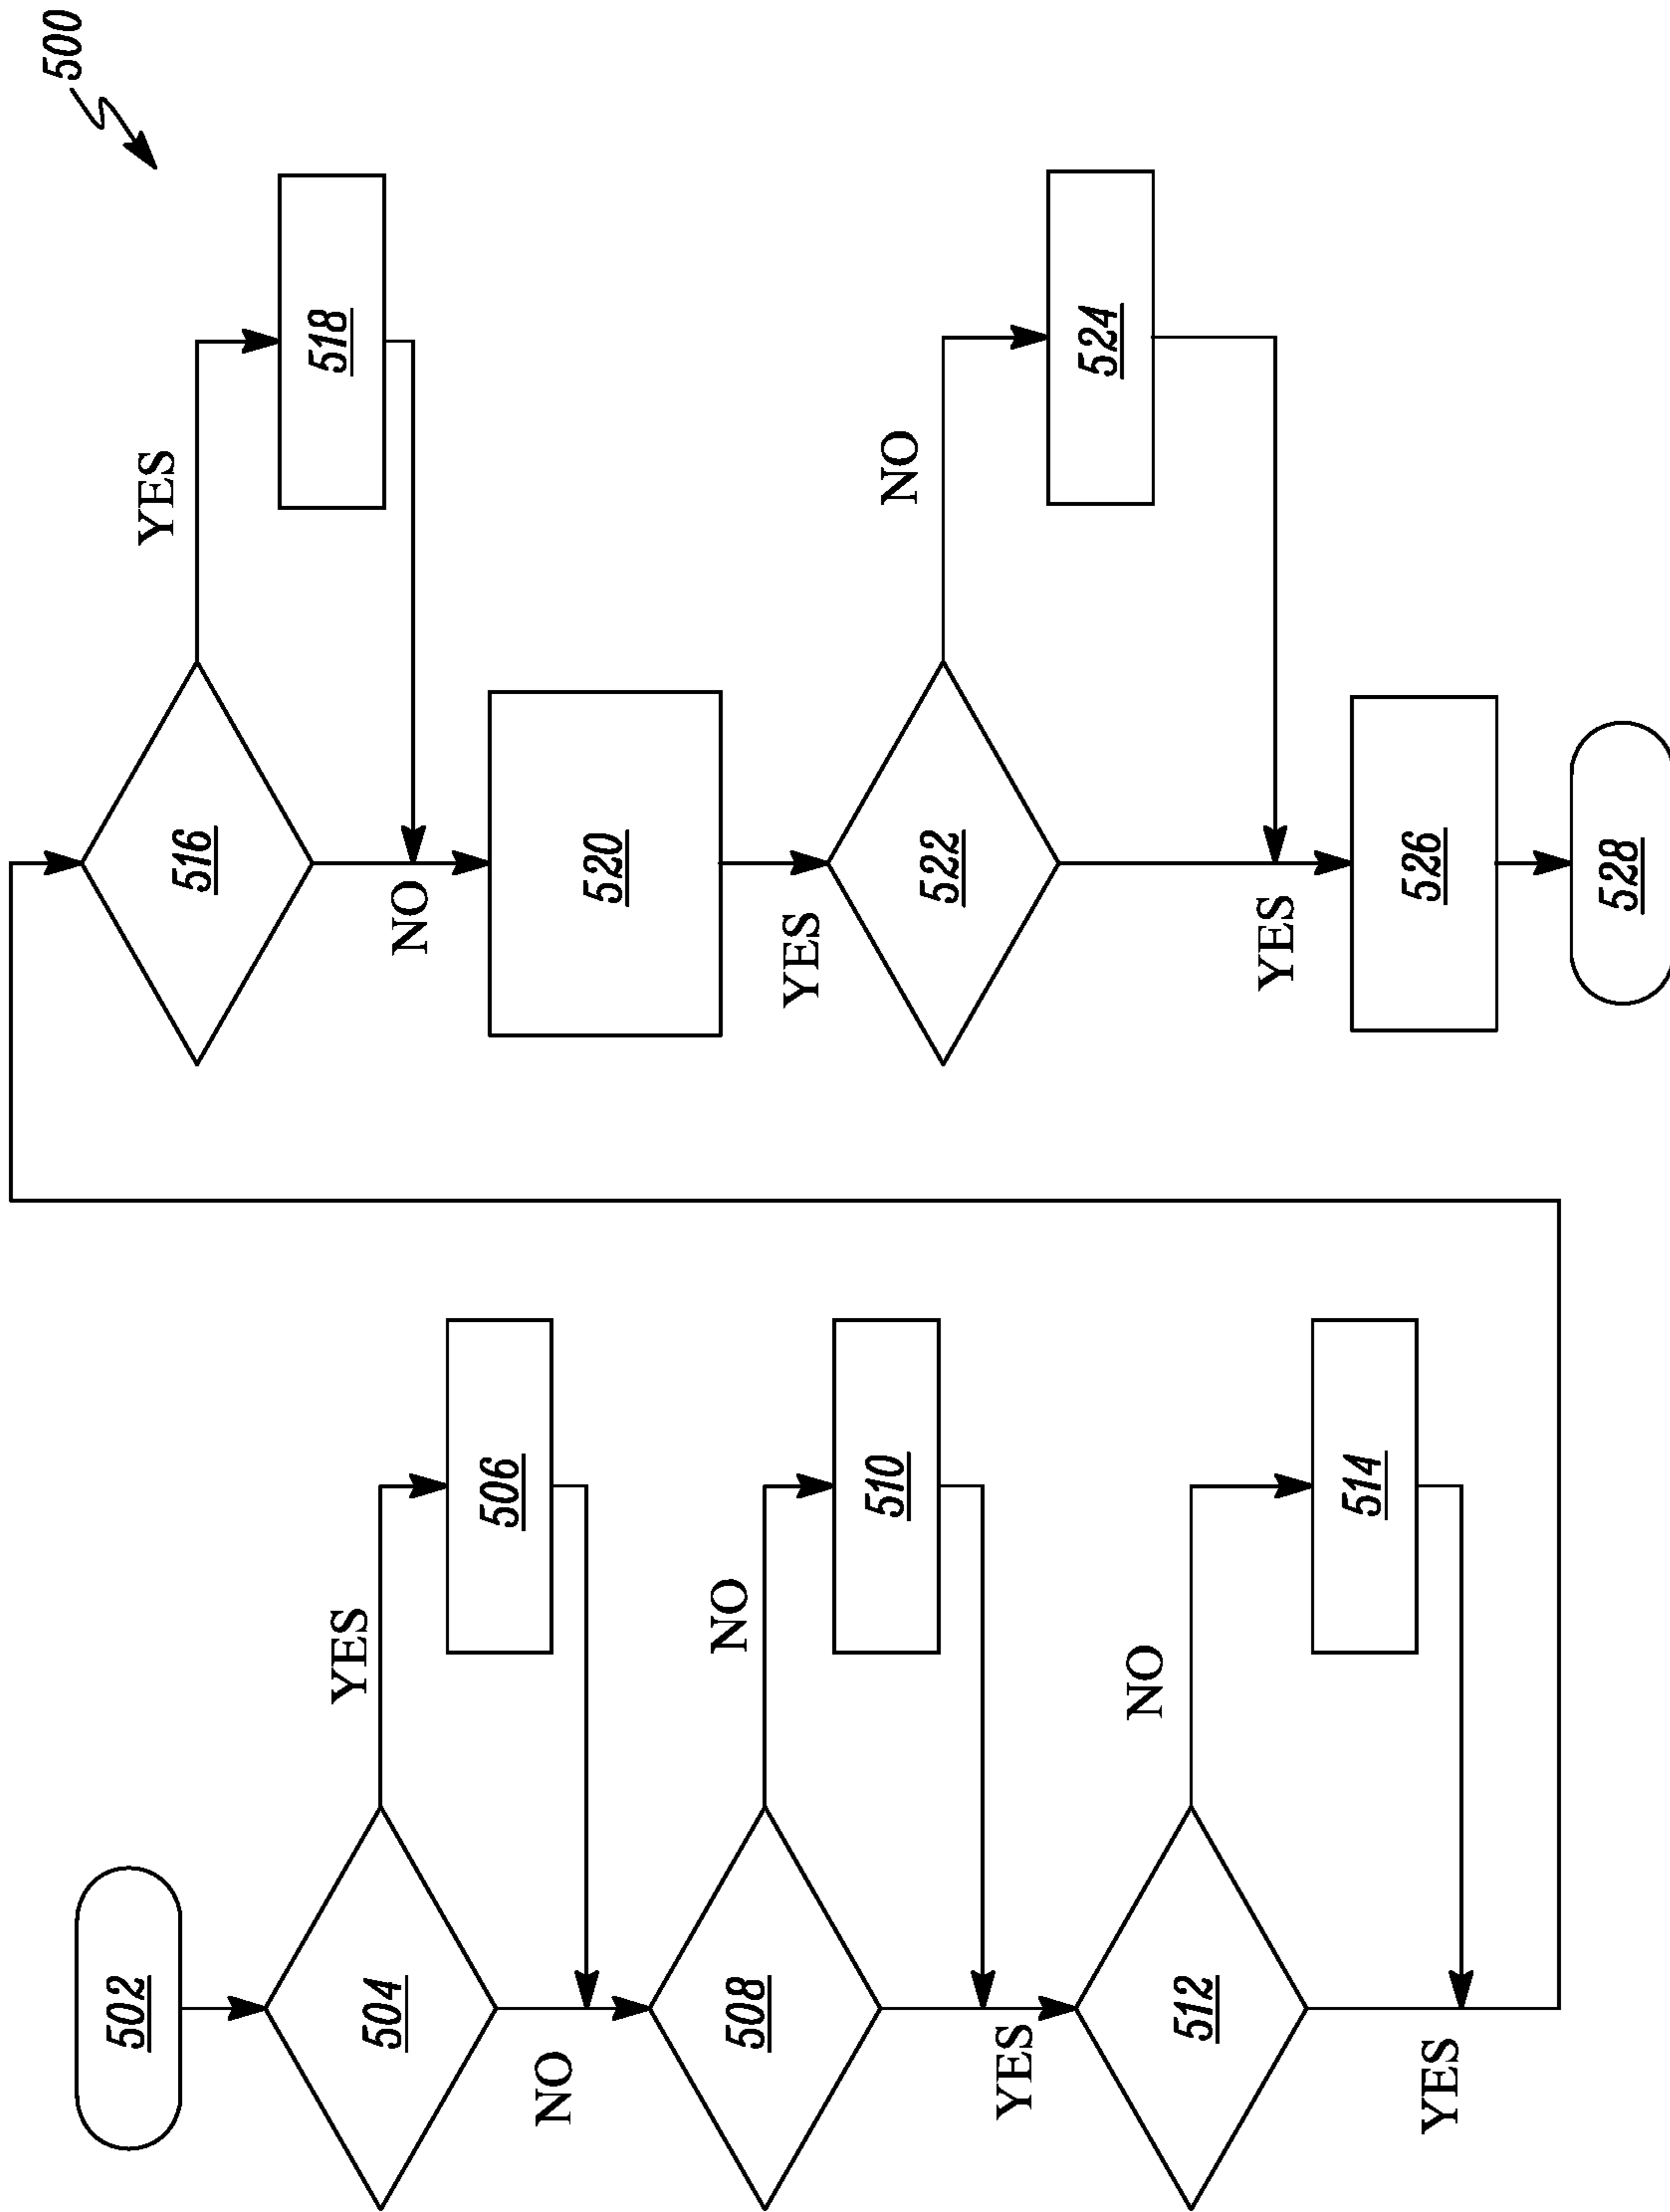 500
502
504
YES
506
NO
508
NO
510
YES
512
NO
514
YES
516
YES
518
NO
520
YES
522
NO
524
YES
526
528